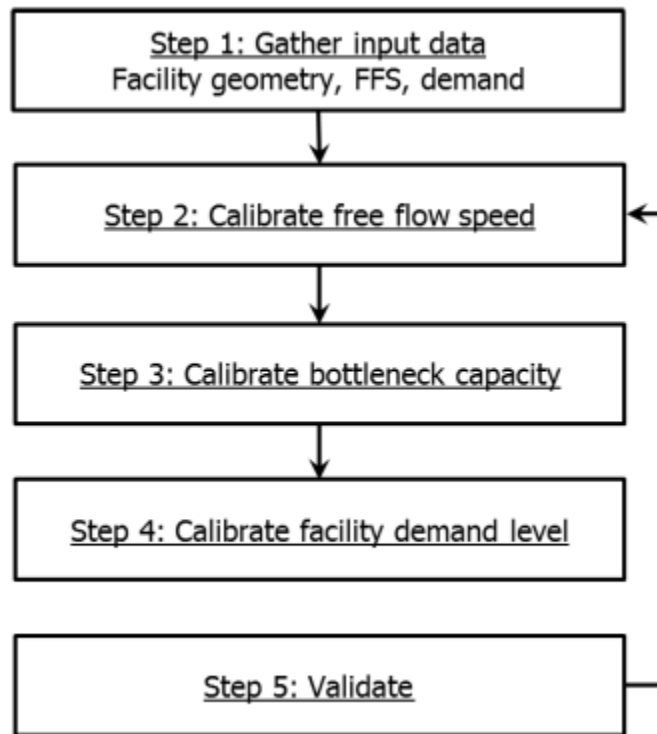 Step 1: Gather input data
Facility geometry, FFS, demand
Step 2: Calibrate free flow speed
Step 3: Calibrate bottleneck capacity
Step 4: Calibrate facility demand level
Step 5: Validate